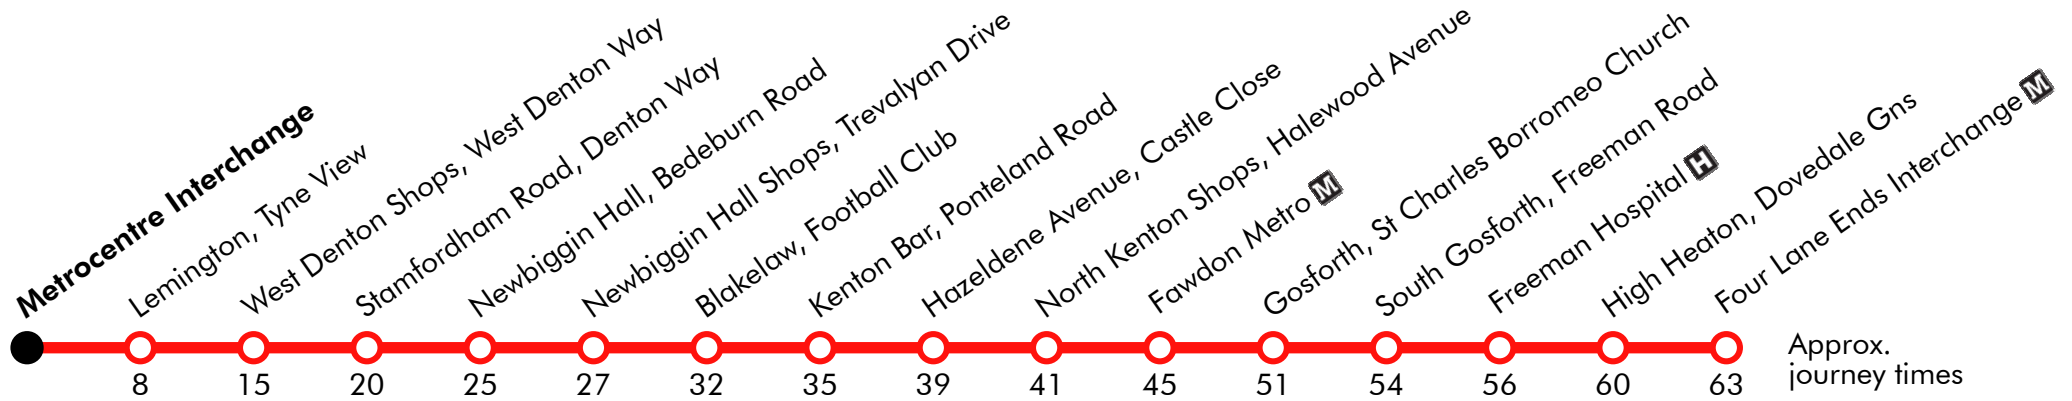 Metrocentre Interchange
Lemington, Tyne View
West Denton Shops, West Denton Way
Stamfordham Road, Denton Way
Newbiggin Hall, Bedeburn Road
Newbiggin Hall Shops, Trevalyan Drive
Blakelaw, Football Club
Kenton Bar, Ponteland Road
Hazeldene Avenue, Castle Close
North Kenton Shops, Halewood Avenue
Fawdon Metro M
Gosforth, St Charles Borromeo Church
South Gosforth, Freeman Road
Freeman Hospital H
High Heaton, Dovedale Gns
Four Lane Ends Interchange M
8 15 20 25 27 32 35 39 41 45 51 54 56 60 63
Approx.
journey times